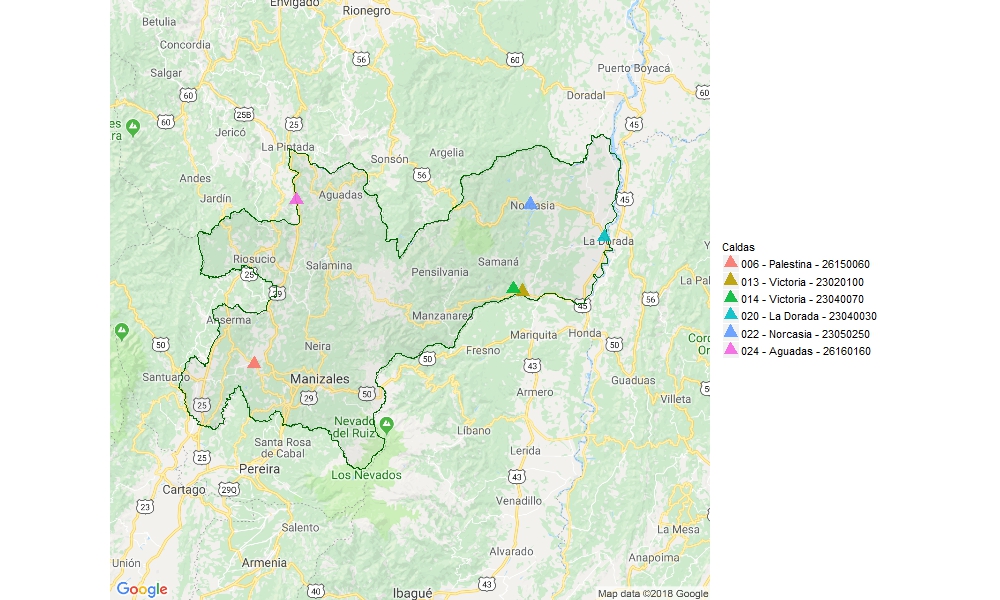 Envigado
Rionegro
Betulia
Concordia
56
60
Salgar
Puerto Boyacá
60
Doradal
60
25B
60
25
45
Jericó
La Pintada
Argelia
Sonsón
56
Andes
Jardín
Aguadas
45
Norcasia
La Dorada
Riosucio
Salamina
Samaná
Pensilvania
25
29
56
45
Manzanares
Anserma
Mariquita
Honda
50
Neira
50
Fresno
50
43
Santuario
Manizales
Guaduas
50
29
Armero
Villeta
25
Nevado
del Ruiz
Líbano
Santa Rosa
de Cabal
Lerida
25
Pereira
Los Nevados
43
Cartago
29Q
Venadillo
23
Salento
La Mesa
Alvarado
Anapoima
Unión
Armenia
43
40
Ibagué
Google
Map data ©2018 Google
Caldas
006 - Palestina - 26150060
013 - Victoria - 23020100
014 - Victoria - 23040070
020 - La Dorada - 23040030
022 - Norcasia - 23050250
024 - Aguadas - 26160160